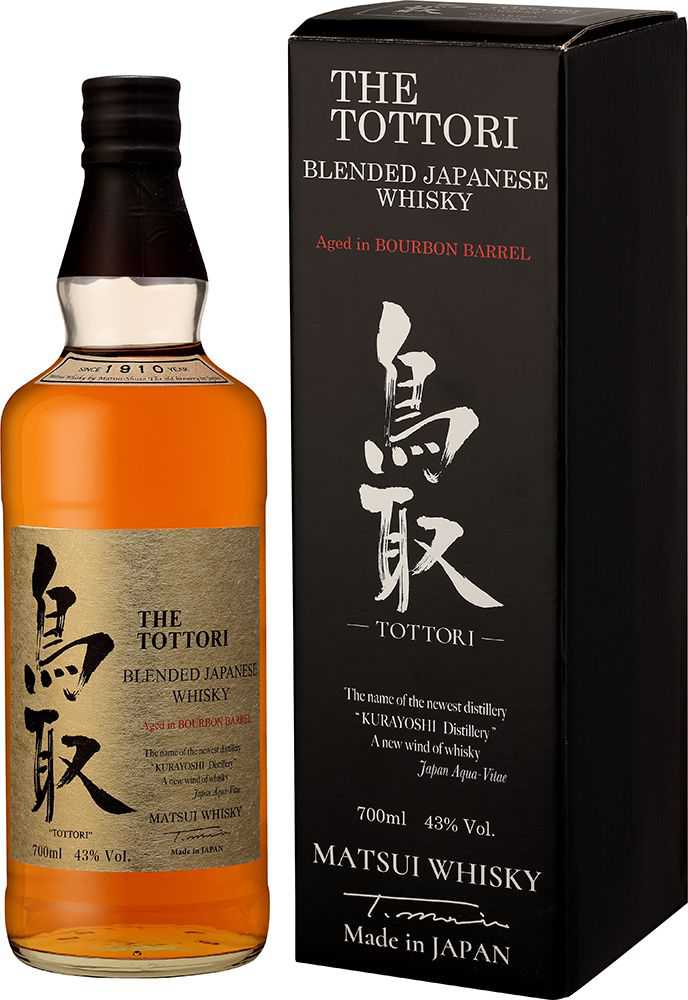 SINCE 1910 YEAR
鳥取
"TOTTORI"
THE
TOTTORI
BLENDED JAPANESE
WHISKY
Aged in BOURBON BARREL
The name of the newest distillery
"KURAYOSHI Distillery"
A new wind of whisky
Japan Aqua-Vitae
MATSUI WHISKY
700ml 43% Vol.
Made in JAPAN
THE
TOTTORI
BLENDED JAPANESE
WHISKY
Aged in BOURBON BARREL
鳥取
TOTTORI
The name of the newest distillery
"KURAYOSHI Distillery"
A new wind of whisky
Japan Aqua-Vitae
700ml 43% Vol.
MATSUI WHISKY
Made in JAPAN